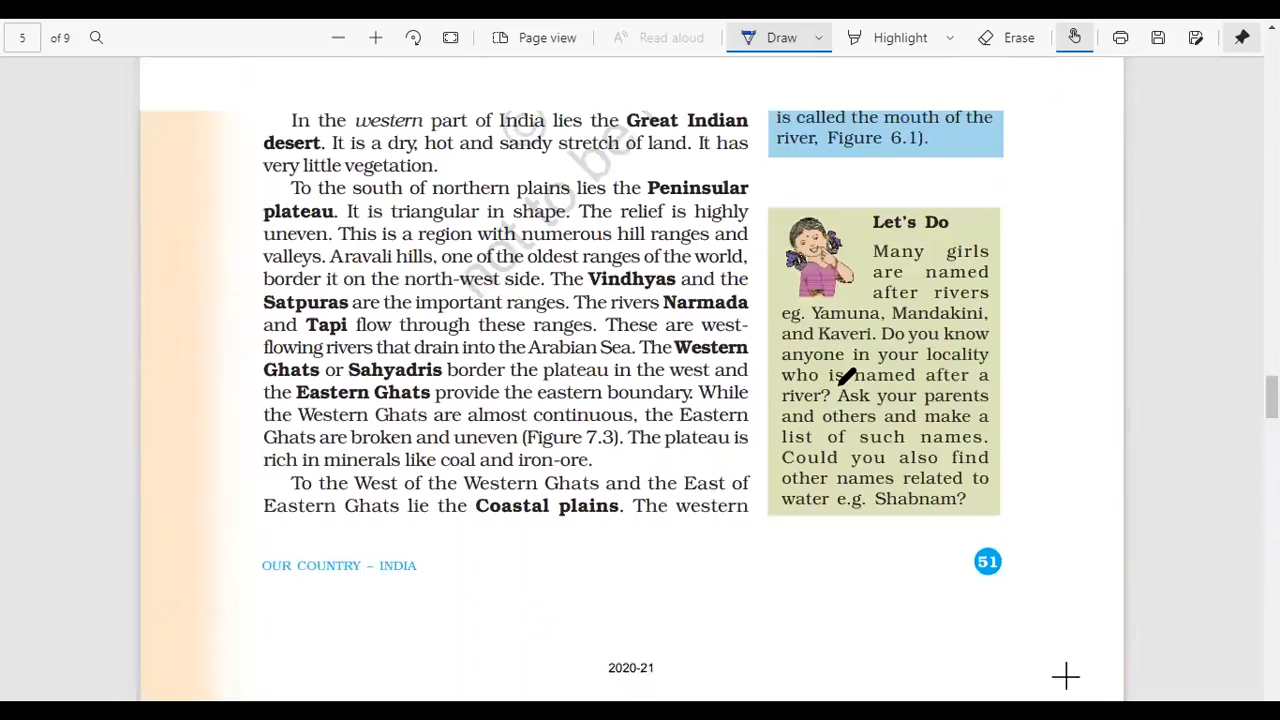 5 of 9 Page view Read aloud Draw Highlight Erase
In the western part of India lies the Great Indian
desert. It is a dry, hot and sandy stretch of land. It has
very little vegetation.
To the south of northern plains lies the Peninsular
plateau. It is triangular in shape. The relief is highly
uneven. This is a region with numerous hill ranges and
valleys. Aravali hills, one of the oldest ranges of the world,
border it on the north-west side. The Vindhyas and the
Satpuras are the important ranges. The rivers Narmada
and Tapi flow through these ranges. These are west-
flowing rivers that drain into the Arabian Sea. The Western
Ghats or Sahyadris border the plateau in the west and
the Eastern Ghats provide the eastern boundary. While
the Western Ghats are almost continuous, the Eastern
Ghats are broken and uneven (Figure 7.3). The plateau is
rich in minerals like coal and iron-ore.
To the West of the Western Ghats and the East of
Eastern Ghats lie the Coastal plains. The western
is called the mouth of the
river, Figure 6.1).
Let's Do
Many girls
are named
after rivers
eg. Yamuna, Mandakini,
and Kaveri. Do you know
anyone in your locality
who is named after a
river? Ask your parents
and others and make a
list of such names.
Could you also find
other names related to
water e.g. Shabnam?
not to be
©
OUR COUNTRY – INDIA
51
2020-21